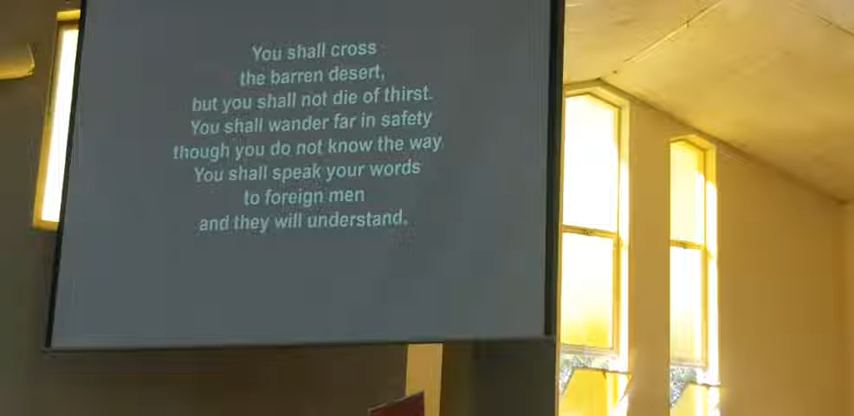 You shall cross
the barren desert,
but you shall not die of thirst.
You shall wander far in safety
though you do not know the way.
You shall speak your words
to foreign men
and they will understand.